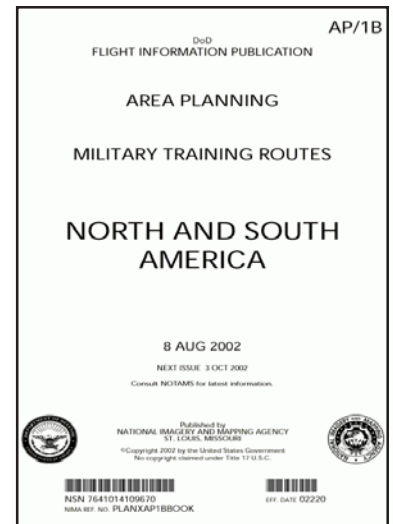 AP/1B
DoD
FLIGHT INFORMATION PUBLICATION
AREA PLANNING
MILITARY TRAINING ROUTES
NORTH AND SOUTH
AMERICA
8 AUG 2002
NEXT ISSUE 3 OCT 2002
Consult NOTAMS for latest information.
Published by
NATIONAL IMAGERY AND MAPPING AGENCY
ST. LOUIS, MISSOURI
©Copyright 2002 by the United States Government
No copyright claimed under Title 17 U.S.C.
NSN 7641014109670
NIMA REF. NO. PLANXAP1BBOOK
EFF. DATE 02220